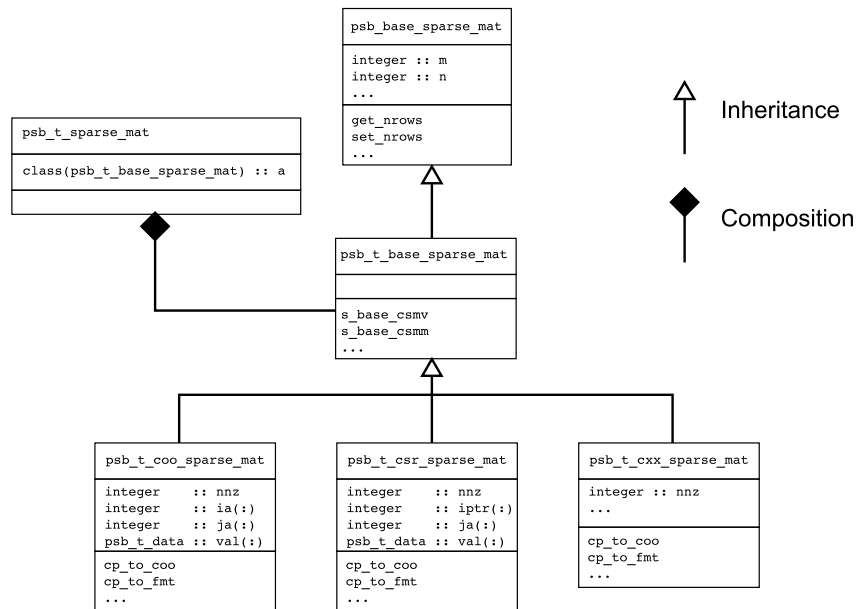 psb_base_sparse_mat
integer :: m
integer :: n
...
get_nrows
set_nrows
...
Inheritance
Composition
psb_t_sparse_mat
class(psb_t_base_sparse_mat) :: a
psb_t_base_sparse_mat
s_base_csmv
s_base_csmm
...
psb_t_coo_sparse_mat
integer :: nnz
integer :: ia(:)
integer :: ja(:)
psb_t_data :: val(:)
cp_to_coo
cp_to_fmt
...
psb_t_csr_sparse_mat
integer :: nnz
integer :: iptr(:)
integer :: ja(:)
psb_t_data :: val(:)
cp_to_coo
cp_to_fmt
...
psb_t_cxx_sparse_mat
integer :: nnz
...
cp_to_coo
cp_to_fmt
...